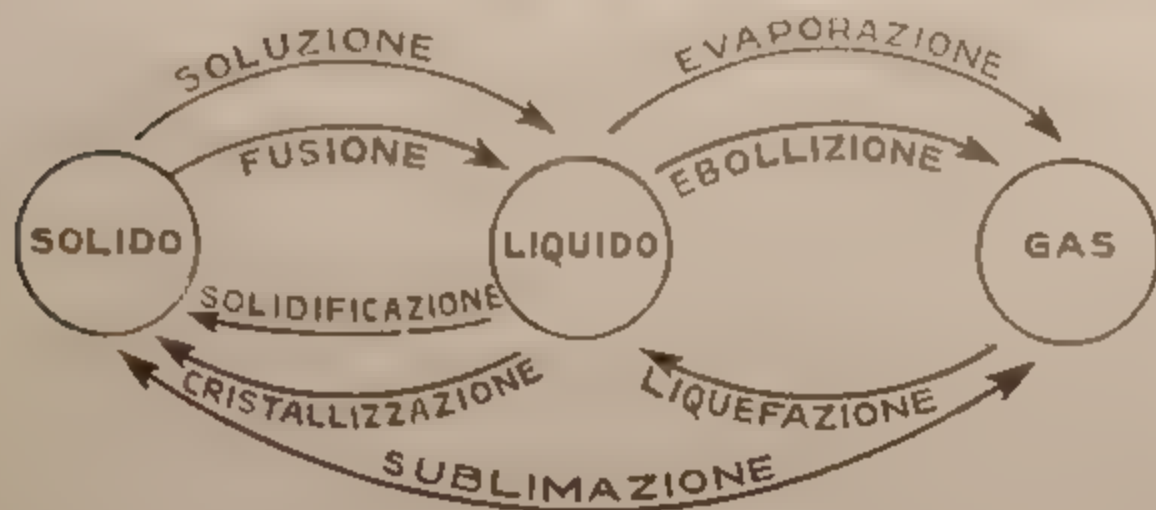 SOLUZIONE
EVAPORAZIONE
FUSIONE
EBOLLIZIONE
SOLIDO
LIQUIDO
GAS
SOLIDIFICAZIONE
CRISTALLIZZAZIONE
LIQUEFAZIONE
SUBLIMAZIONE